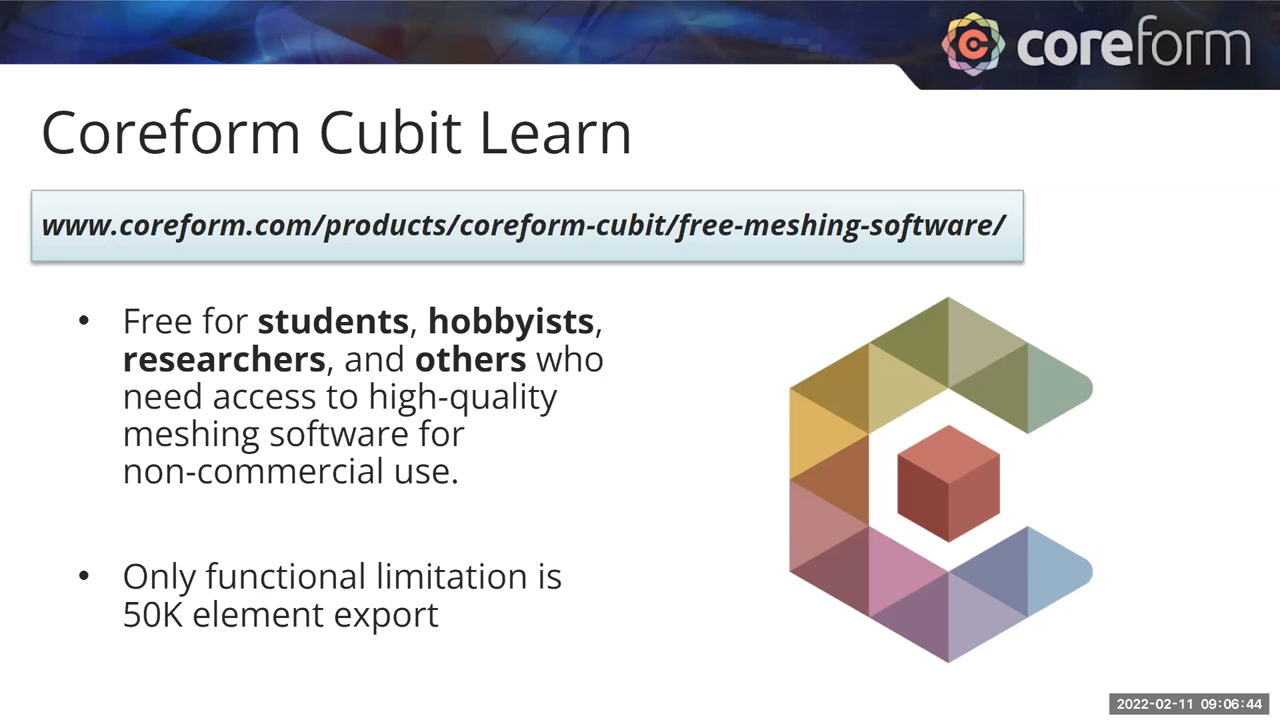 coreform
Coreform Cubit Learn
www.coreform.com/products/coreform-cubit/free-meshing-software/
• Free for students, hobbyists,
researchers, and others who
need access to high-quality
meshing software for
non-commercial use.
• Only functional limitation is
50K element export
2022-02-11 09:06:44